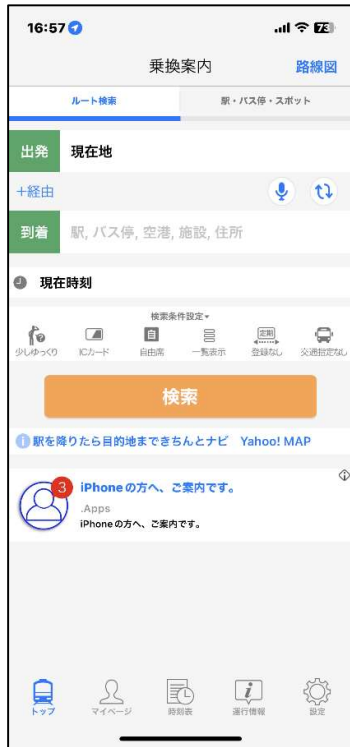 16:57
73
乗換案内
路線図
ルート検索
駅・バス停・スポット
出発
現在地
+経由
到着
駅, バス停, 空港, 施設, 住所
現在時刻
検索条件設定▾
少しゆっくり
ICカード
自
自由席
一覧表示
定期
登録なし
交通指定なし
検索
駅を降りたら目的地まできちんとナビ Yahoo! MAP
3
iPhoneの方へ、ご案内です。
.Apps
iPhoneの方へ、ご案内です。
トップ
マイページ
時刻表
運行情報
設定